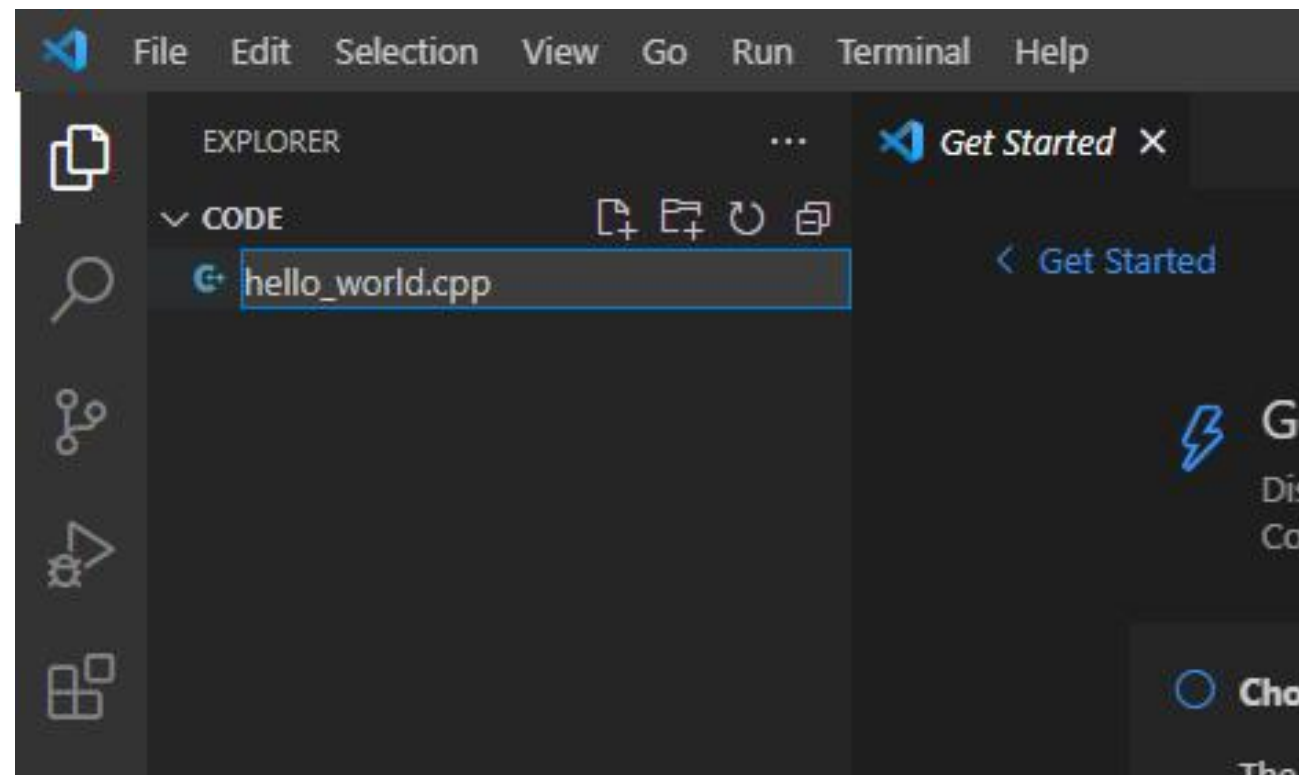 File Edit Selection View Go Run Terminal Help
EXPLORER
Get Started
CODE
hello_world.cpp
Get Started